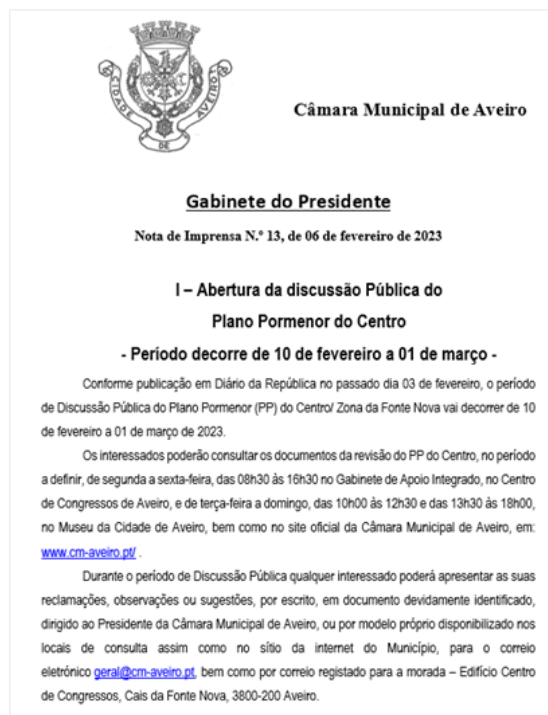 CIDADE DE AVEIRO
Câmara Municipal de Aveiro
Gabinete do Presidente
Nota de Imprensa N.º 13, de 06 de fevereiro de 2023
I – Abertura da discussão Pública do
Plano Pormenor do Centro
- Período decorre de 10 de fevereiro a 01 de março -
Conforme publicação em Diário da República no passado dia 03 de fevereiro, o período
de Discussão Pública do Plano Pormenor (PP) do Centro/ Zona da Fonte Nova vai decorrer de 10
de fevereiro a 01 de março de 2023.
Os interessados poderão consultar os documentos da revisão do PP do Centro, no período
a definir, de segunda a sexta-feira, das 08h30 às 16h30 no Gabinete de Apoio Integrado, no Centro
de Congressos de Aveiro, e de terça-feira a domingo, das 10h00 às 12h30 e das 13h30 às 18h00,
no Museu da Cidade de Aveiro, bem como no site oficial da Câmara Municipal de Aveiro, em:
www.cm-aveiro.pt/ .
Durante o período de Discussão Pública qualquer interessado poderá apresentar as suas
reclamações, observações ou sugestões, por escrito, em documento devidamente identificado,
dirigido ao Presidente da Câmara Municipal de Aveiro, ou por modelo próprio disponibilizado nos
locais de consulta assim como no sítio da internet do Município, para o correio
eletrónico geral@cm-aveiro.pt, bem como por correio registado para a morada – Edifício Centro
de Congressos, Cais da Fonte Nova, 3800-200 Aveiro.